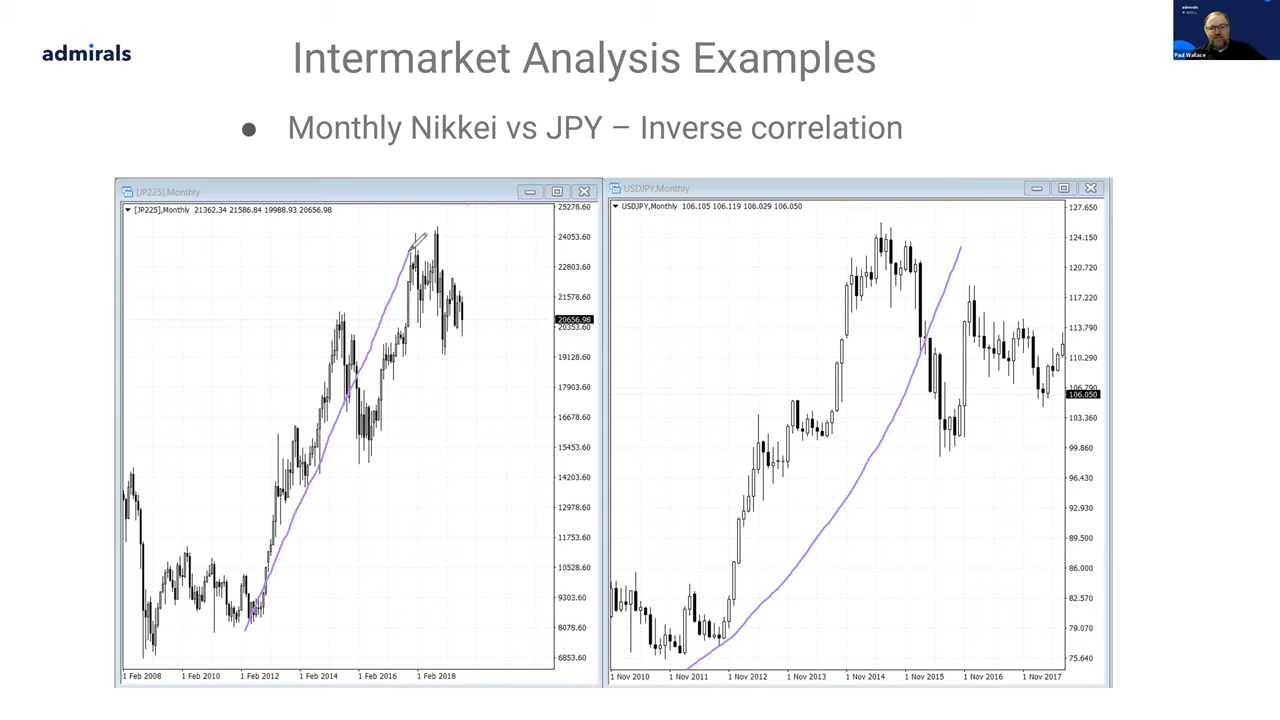 admirals
Intermarket Analysis Examples
admirals
Paul Wallace
● Monthly Nikkei vs JPY – Inverse correlation
[JP225],Monthly
[JP225],Monthly 21362.34 21586.84 19988.93 20656.98
25278.60
24053.60
22803.60
21578.60
20656.98
20353.60
19128.60
17903.60
16678.60
15453.60
14203.60
12978.60
11753.60
10528.60
9303.60
8078.60
6853.60
1 Feb 2008
1 Feb 2010
1 Feb 2012
1 Feb 2014
1 Feb 2016
1 Feb 2018
USDJPY,Monthly
USDJPY,Monthly 106.105 106.119 106.029 106.050
127.650
124.150
120.720
117.220
113.790
110.290
106.790
106.050
103.360
99.860
96.430
92.930
89.500
86.000
82.570
79.070
75.640
1 Nov 2010
1 Nov 2011
1 Nov 2012
1 Nov 2013
1 Nov 2014
1 Nov 2015
1 Nov 2016
1 Nov 2017